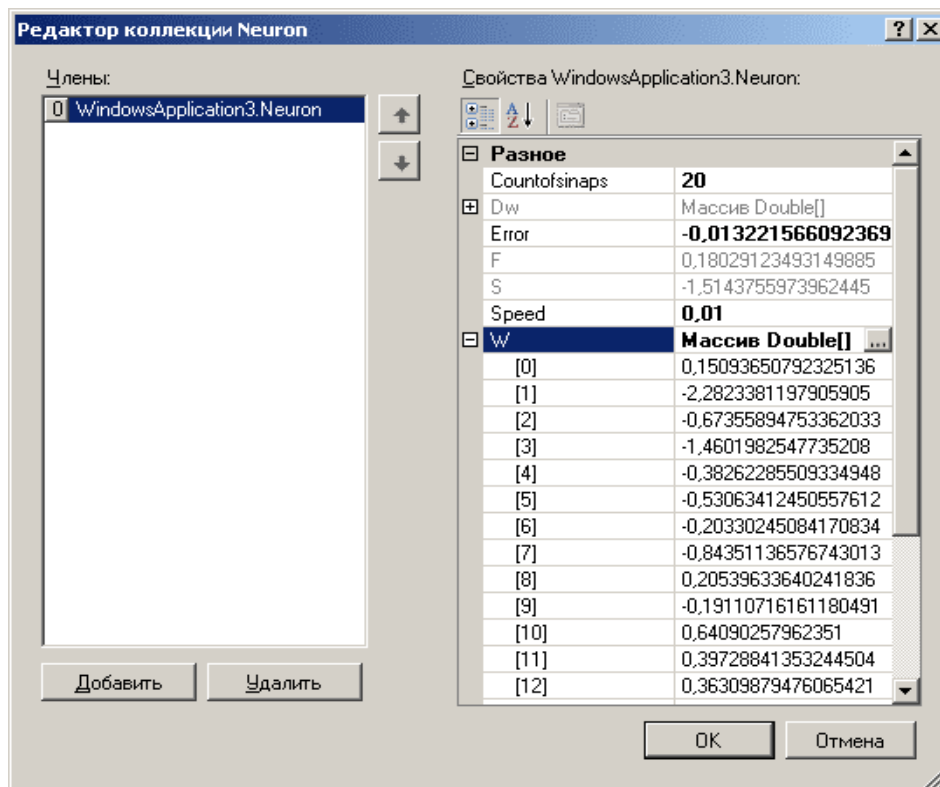 Редактор коллекции Neuron
Члены:
0 WindowsApplication3.Neuron
Добавить Удалить
Свойства WindowsApplication3.Neuron:
Разное
Countofsinaps 20
Dw Массив Double[]
Error -0,013221566092369
F 0,18029123493149885
S -1,5143755973962445
Speed 0,01
W Массив Double[] ...
[0] 0,15093650792325136
[1] -2,2823381197905905
[2] -0,67355894753362033
[3] -1,4601982547735208
[4] -0,38262285509334948
[5] -0,53063412450557612
[6] -0,20330245084170834
[7] -0,84351136576743013
[8] 0,20539633640241836
[9] -0,19110716161180491
[10] 0,64090257962351
[11] 0,39728841353244504
[12] 0,36309879476065421
OK Отмена